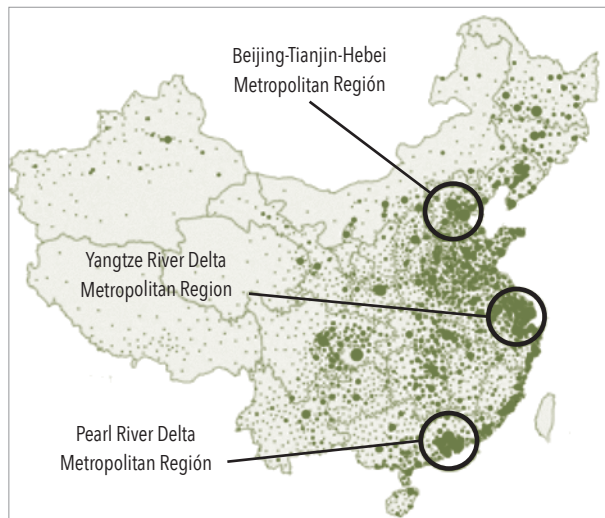 Beijing-Tianjin-Hebei
Metropolitan Región
Yangtze River Delta
Metropolitan Region
Pearl River Delta
Metropolitan Región